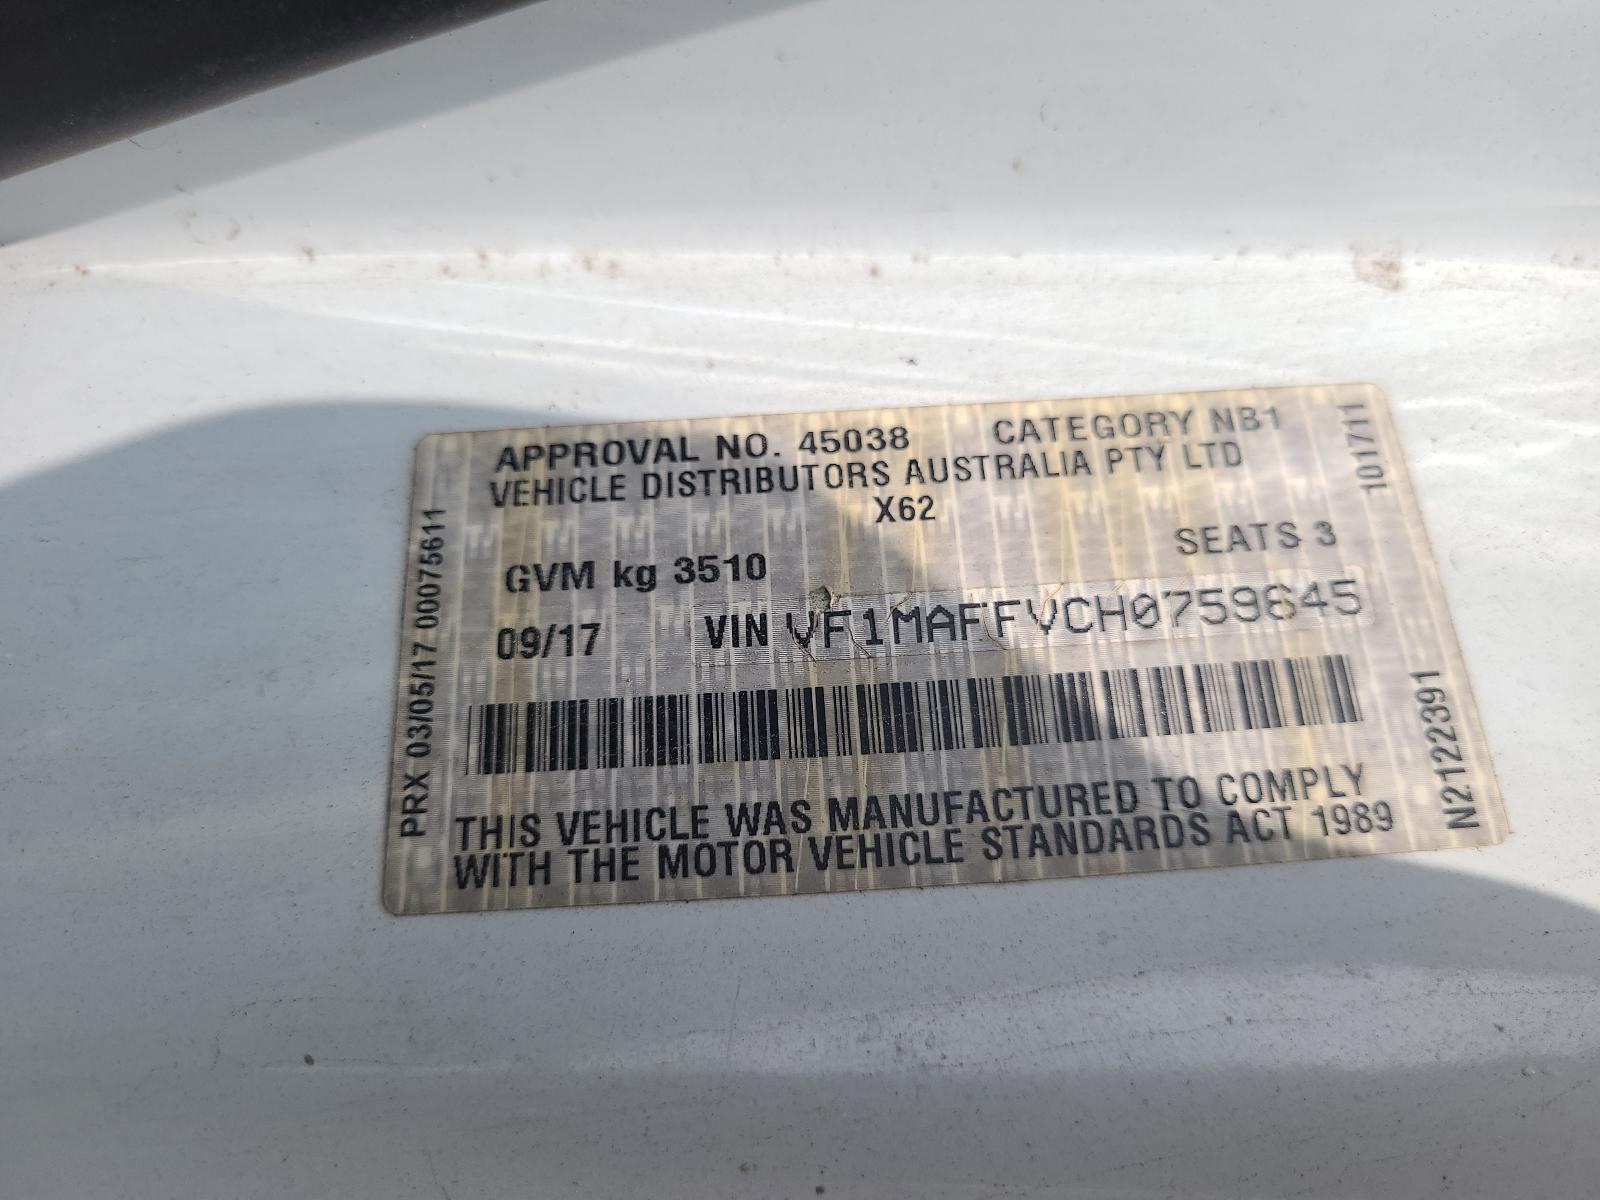 APPROVAL NO. 45038 CATEGORY NB1
VEHICLE DISTRIBUTORS AUSTRALIA PTY LTD
X62
GVM kg 3510 SEATS 3
09/17 VIN VF1MAFFVCH0759645
THIS VEHICLE WAS MANUFACTURED TO COMPLY
WITH THE MOTOR VEHICLE STANDARDS ACT 1989
PRX 03/05/17 00075611
101711
N2122391